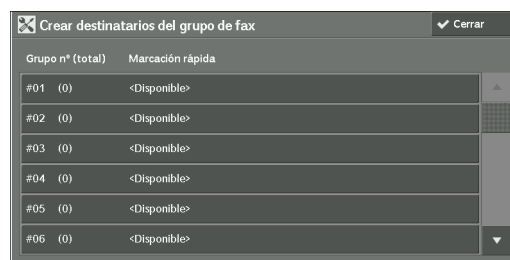 Crear destinatarios del grupo de fax
Cerrar
Grupo nº (total) Marcación rápida
#01 (0) <Disponible>
#02 (0) <Disponible>
#03 (0) <Disponible>
#04 (0) <Disponible>
#05 (0) <Disponible>
#06 (0) <Disponible>